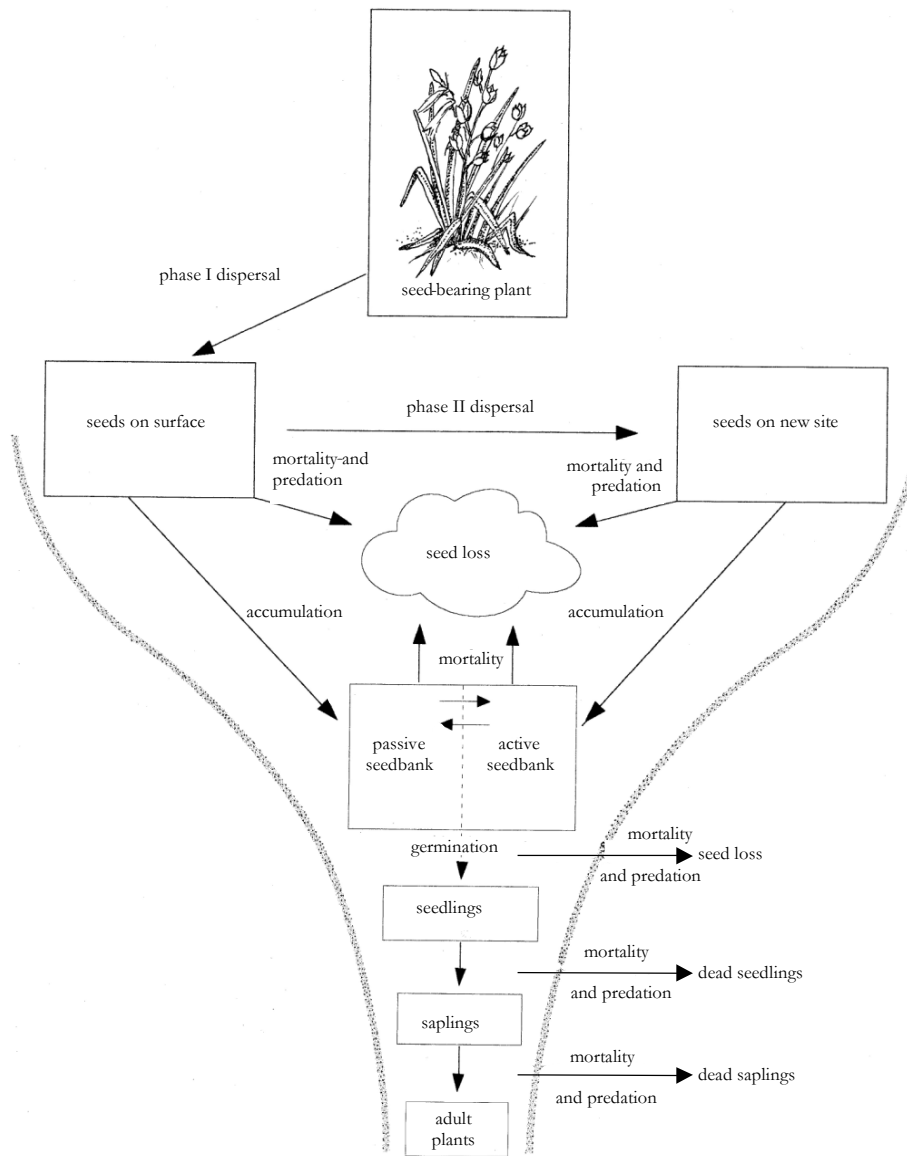 seed-bearing plant
phase I dispersal
seeds on surface
phase II dispersal
seeds on new site
mortality-and
predation
mortality and
predation
seed loss
accumulation
accumulation
mortality
passive
seedbank
active
seedbank
germination
mortality
seed loss
and predation
seedlings
mortality
dead seedlings
and predation
saplings
mortality
dead saplings
and predation
adult
plants